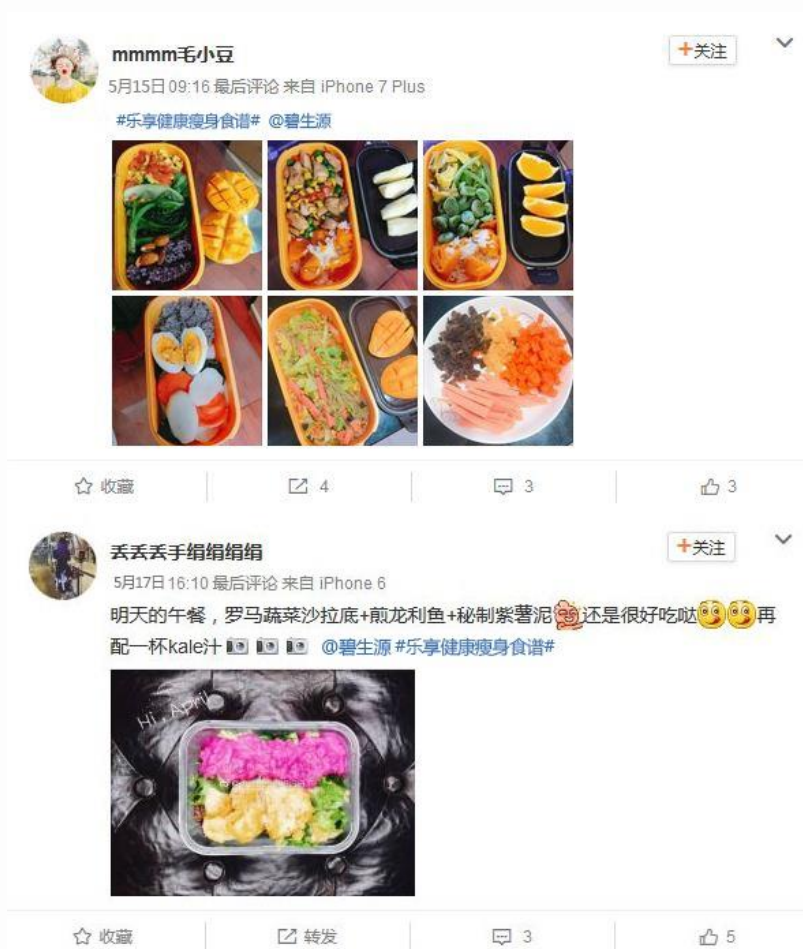 mmmm毛小豆
+关注
5月15日 09:16 最后评论 来自 iPhone 7 Plus
#乐享健康瘦身食谱# @碧生源
收藏
4
3
3
丢丢丢手绢绢绢绢
+关注
5月17日 16:10 最后评论 来自 iPhone 6
明天的午餐，罗马蔬菜沙拉底+煎龙利鱼+秘制紫薯泥还是很好吃哒再
配一杯kale汁 @碧生源 #乐享健康瘦身食谱#
Hi, April
收藏
转发
3
5